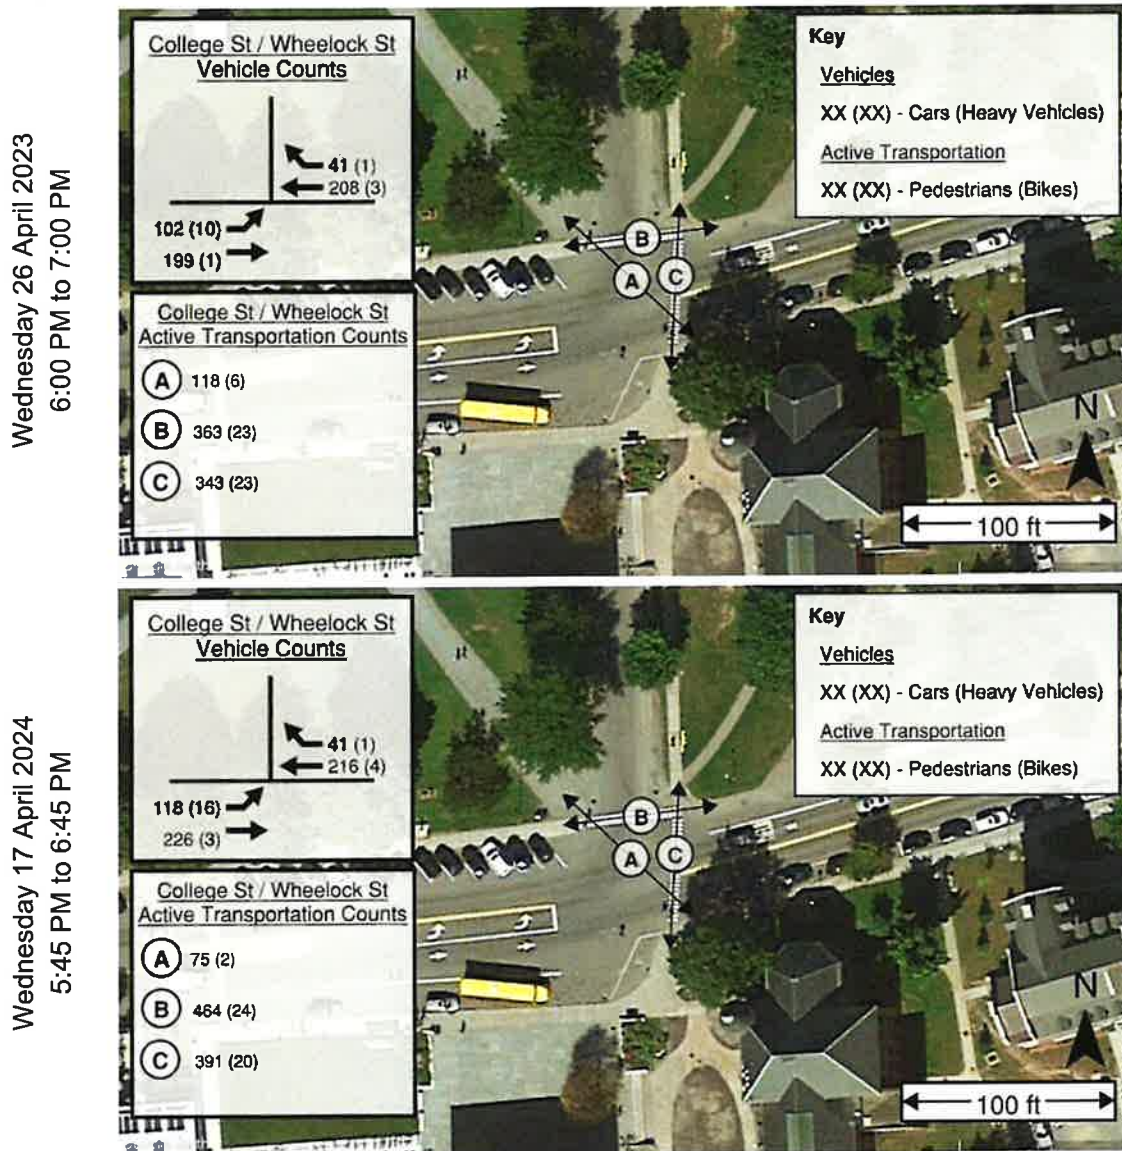 Wednesday 26 April 2023
6:00 PM to 7:00 PM
College St / Wheelock St
Vehicle Counts
41 (1)
208 (3)
102 (10)
199 (1)
College St / Wheelock St
Active Transportation Counts
A 118 (6)
B 363 (23)
C 343 (23)
B
A
C
Key
Vehicles
XX (XX) - Cars (Heavy Vehicles)
Active Transportation
XX (XX) - Pedestrians (Bikes)
N
100 ft
Wednesday 17 April 2024
5:45 PM to 6:45 PM
College St / Wheelock St
Vehicle Counts
41 (1)
216 (4)
118 (16)
226 (3)
College St / Wheelock St
Active Transportation Counts
A 75 (2)
B 464 (24)
C 391 (20)
B
A
C
Key
Vehicles
XX (XX) - Cars (Heavy Vehicles)
Active Transportation
XX (XX) - Pedestrians (Bikes)
N
100 ft